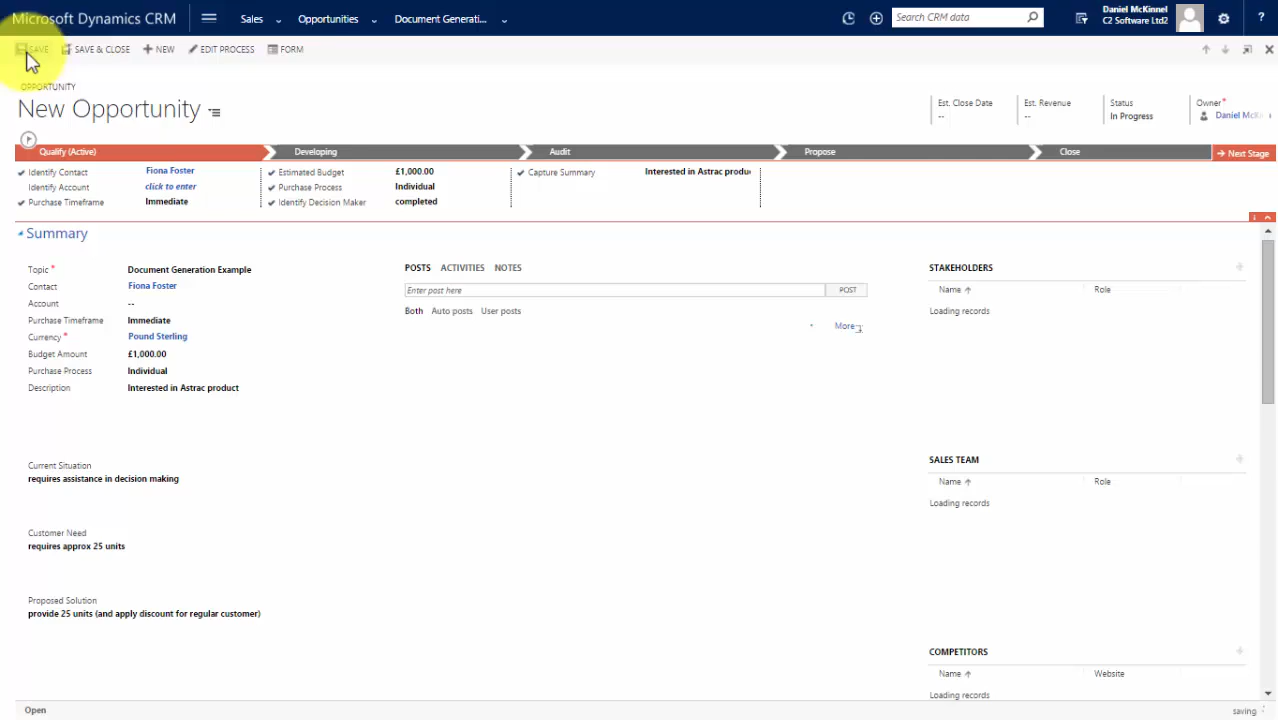 Microsoft Dynamics CRM
Sales
Opportunities
Document Generati...
Search CRM data
Daniel McKinnel
C2 Software Ltd2
?
SAVE
SAVE & CLOSE
NEW
EDIT PROCESS
FORM
OPPORTUNITY
New Opportunity
Est. Close Date
--
Est. Revenue
--
Status
In Progress
Owner*
Daniel McKi
Qualify (Active)
Developing
Audit
Propose
Close
Next Stage
Identify Contact Fiona Foster
Identify Account click to enter
Purchase Timeframe Immediate
Estimated Budget £1,000.00
Purchase Process Individual
Identify Decision Maker completed
Capture Summary Interested in Astrac produ
Summary
Topic* Document Generation Example
Contact Fiona Foster
Account --
Purchase Timeframe Immediate
Currency* Pound Sterling
Budget Amount £1,000.00
Purchase Process Individual
Description Interested in Astrac product
Current Situation
requires assistance in decision making
Customer Need
requires approx 25 units
Proposed Solution
provide 25 units (and apply discount for regular customer)
POSTS ACTIVITIES NOTES
Enter post here
POST
Both Auto posts User posts
More
STAKEHOLDERS
Name Role
Loading records
SALES TEAM
Name Role
Loading records
COMPETITORS
Name Website
Loading records
Open
saving